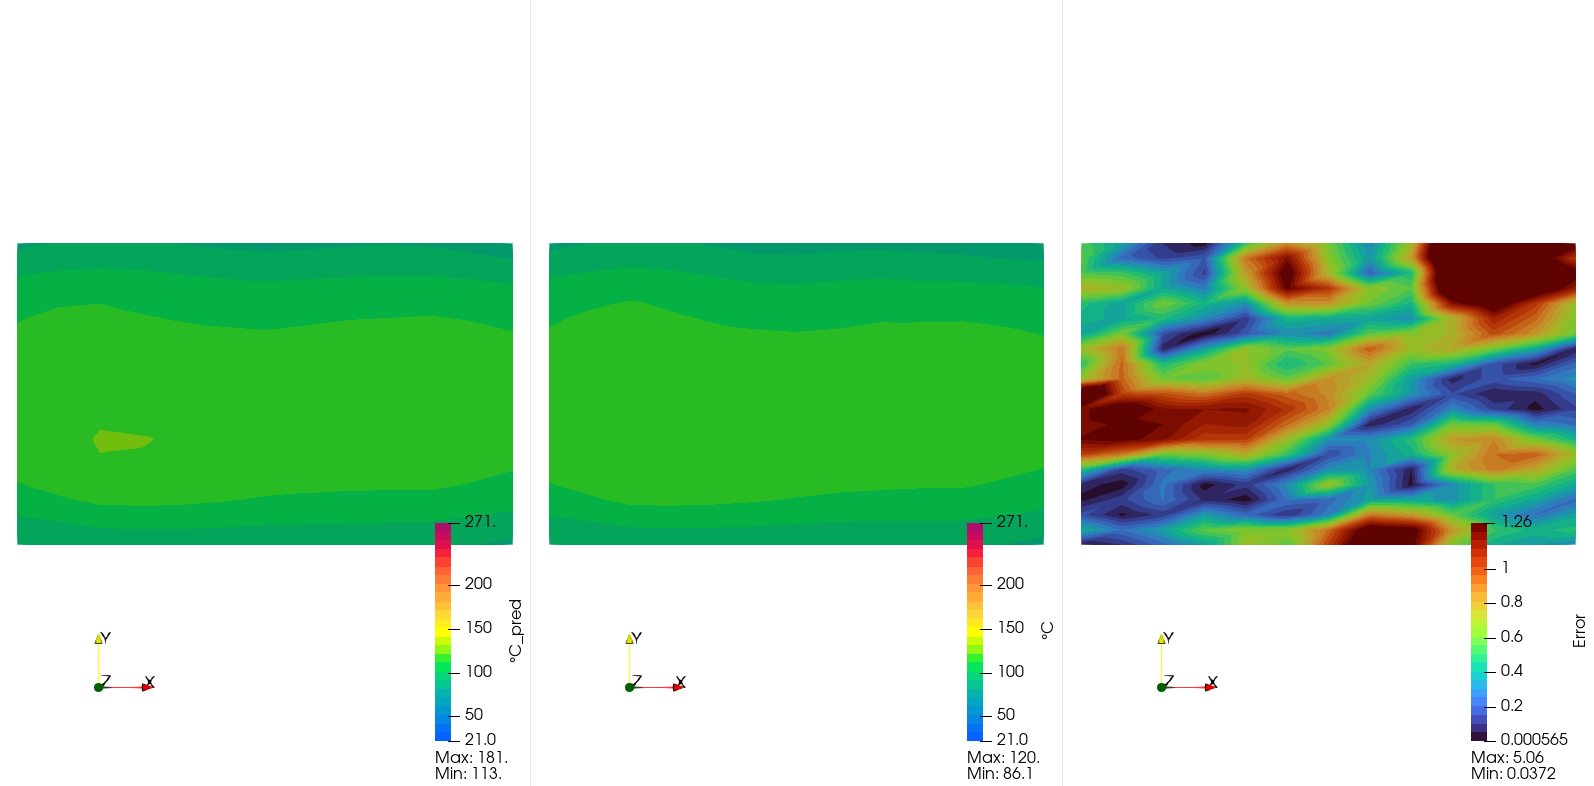 271.
200
150
100
50
21.0
°C_pred
Max: 181.
Min: 113.
Y
Z
X
271.
200
150
100
50
21.0
°C
Max: 120.
Min: 86.1
Y
Z
X
1.26
1
0.8
0.6
0.4
0.2
0.000565
Error
Max: 5.06
Min: 0.0372
Y
Z
X